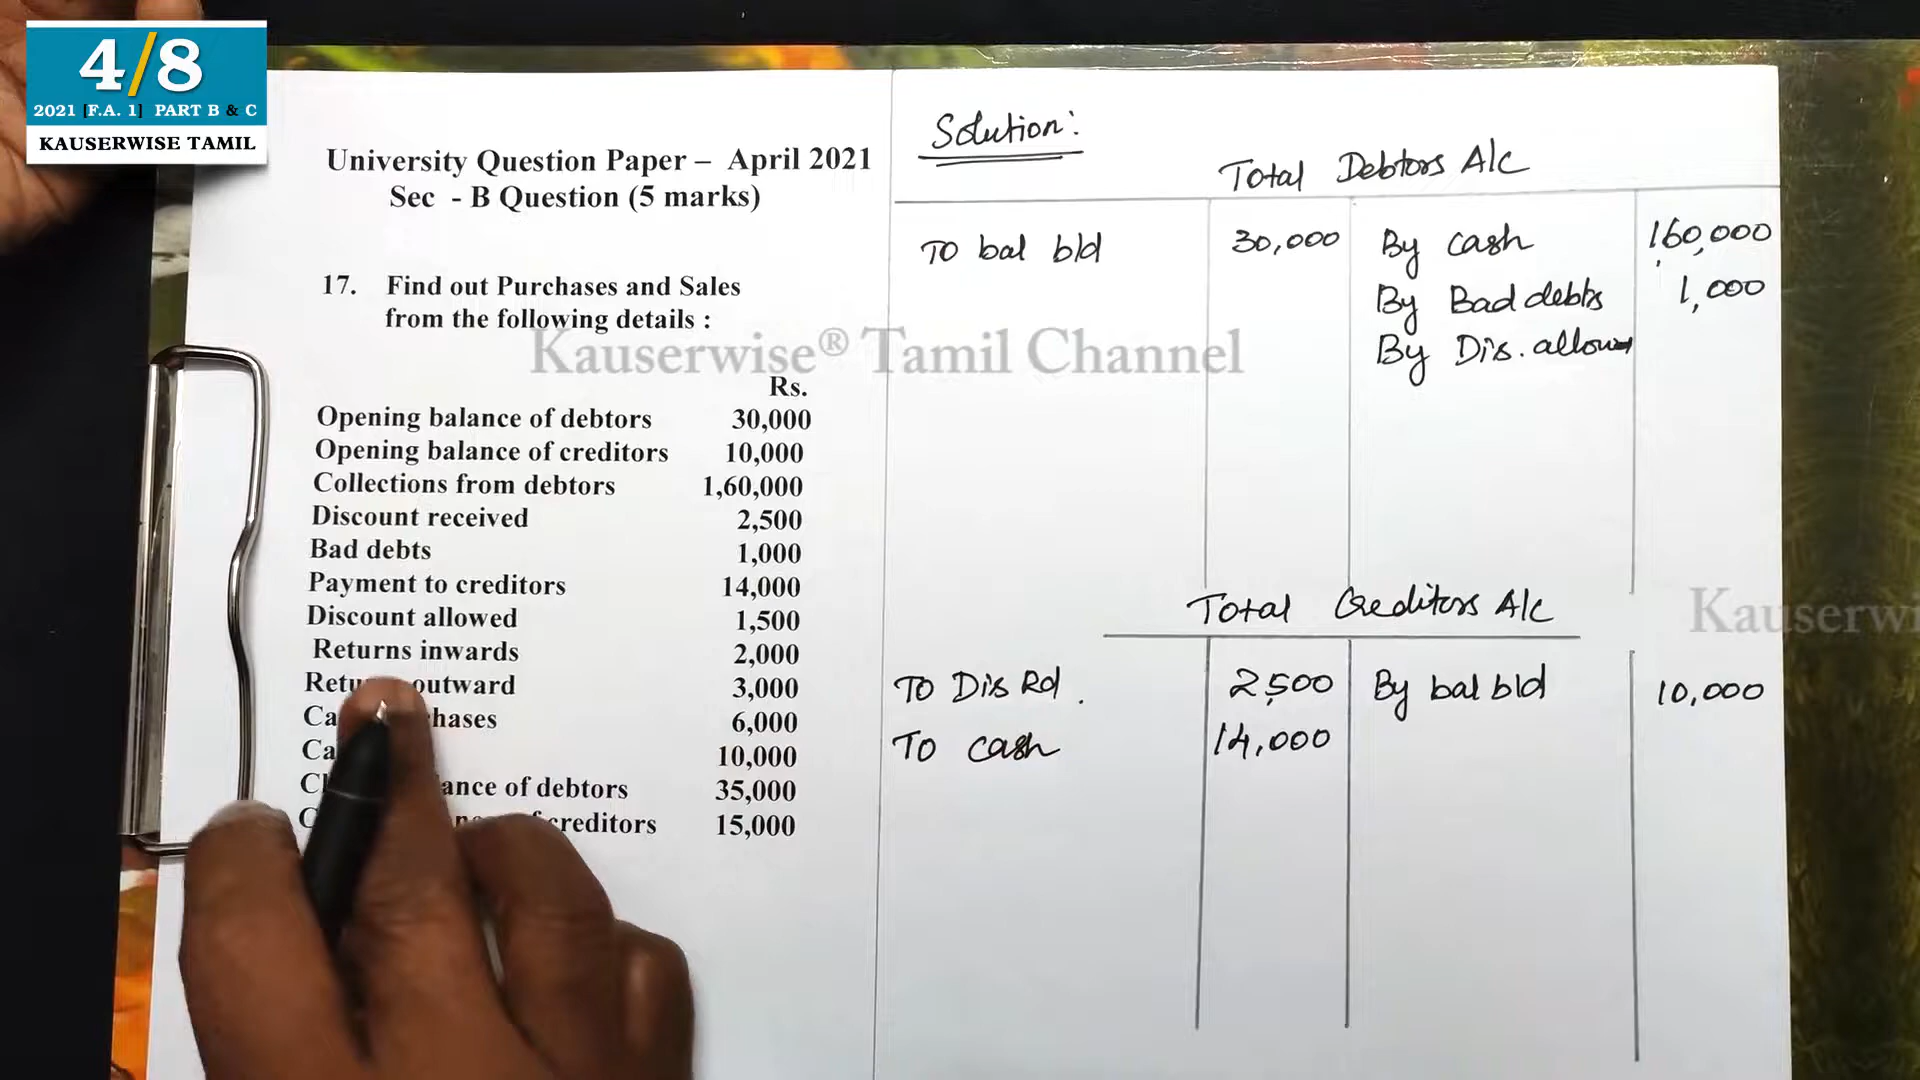 4/8
2021 [F.A. 1] PART B & C
KAUSERWISE TAMIL
University Question Paper – April 2021
Sec - B Question (5 marks)
17. Find out Purchases and Sales
from the following details :
Rs.
Opening balance of debtors 30,000
Opening balance of creditors 10,000
Collections from debtors 1,60,000
Discount received 2,500
Bad debts 1,000
Payment to creditors 14,000
Discount allowed 1,500
Returns inwards 2,000
outward 3,000
6,000
10,000
of debtors 35,000
creditors 15,000
Solution:
Total Debtors A/c
To bal b/d 30,000 By cash 1,60,000
By Bad debts 1,000
By Dis. allowed
Total Creditors A/c
To Dis Rd. 2,500 By bal b/d 10,000
To cash 14,000
Kauserwise® Tamil Channel
Kauserwi